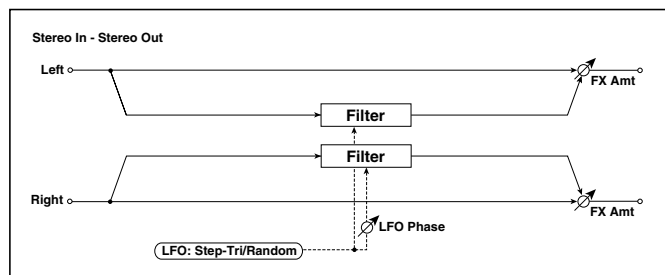 Stereo In - Stereo Out
Left
FX Amt
Filter
Filter
Right
FX Amt
LFO Phase
LFO: Step-Tri/Random